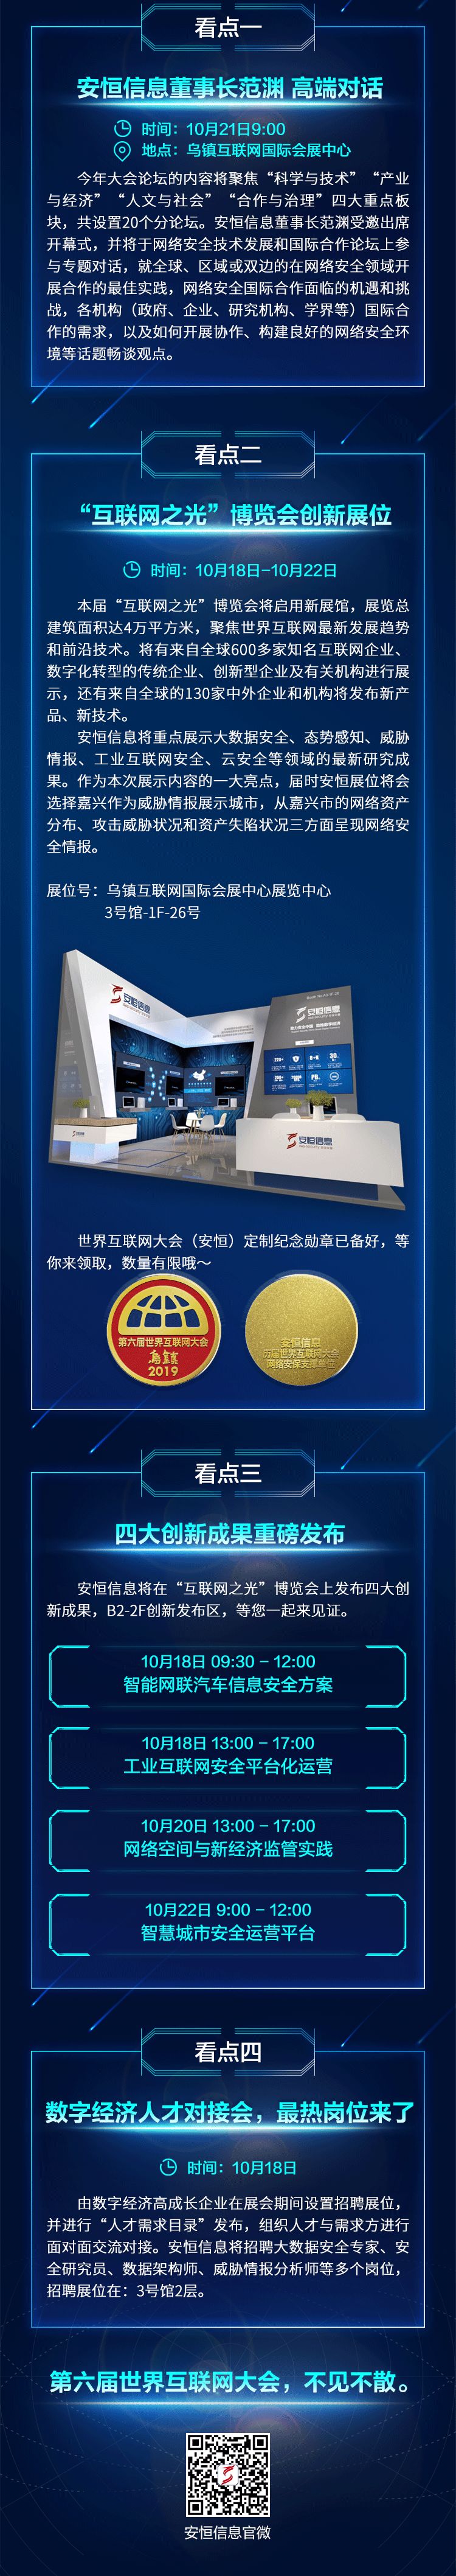 看点一
安恒信息董事长范渊 高端对话
时间：10月21日9:00
地点：乌镇互联网国际会展中心
今年大会论坛的内容将聚焦“科学与技术”“产业
与经济”“人文与社会”“合作与治理”四大重点板
块，共设置20个分论坛。安恒信息董事长范渊受邀出席
开幕式，并将于网络安全技术发展和国际合作论坛上参
与专题对话，就全球、区域或双边的在网络安全领域开
展合作的最佳实践，网络安全国际合作面临的机遇和挑
战，各机构（政府、企业、研究机构、学界等）国际合
作的需求，以及如何开展协作、构建良好的网络安全环
境等话题畅谈观点。
看点二
“互联网之光”博览会创新展位
时间：10月18日-10月22日
本届“互联网之光”博览会将启用新展馆，展览总
建筑面积达4万平方米，聚焦世界互联网最新发展趋势
和前沿技术。将有来自全球600多家知名互联网企业、
数字化转型的传统企业、创新型企业及有关机构进行展
示，还有来自全球的130家中外企业和机构将发布新产
品、新技术。
安恒信息将重点展示大数据安全、态势感知、威胁
情报、工业互联网安全、云安全等领域的最新研究成
果。作为本次展示内容的一大亮点，届时安恒展位将会
选择嘉兴作为威胁情报展示城市，从嘉兴市的网络资产
分布、攻击威胁状况和资产失陷状况三方面呈现网络安
全情报。
展位号：乌镇互联网国际会展中心展览中心
3号馆-1F-26号
安恒信息
安恒信息
安恒信息
世界互联网大会（安恒）定制纪念勋章已备好，等
你来领取，数量有限哦～
第六届世界互联网大会
乌镇
2019
安恒信息
历届世界互联网大会
网络安保支撑单位
看点三
四大创新成果重磅发布
安恒信息将在“互联网之光”博览会上发布四大创
新成果，B2-2F创新发布区，等您一起来见证。
10月18日 09:30 - 12:00
智能网联汽车信息安全方案
10月18日 13:00 - 17:00
工业互联网安全平台化运营
10月20日 13:00 - 17:00
网络空间与新经济监管实践
10月22日 9:00 - 12:00
智慧城市安全运营平台
看点四
数字经济人才对接会，最热岗位来了
时间：10月18日
由数字经济高成长企业在展会期间设置招聘展位，
并进行“人才需求目录”发布，组织人才与需求方进行
面对面交流对接。安恒信息将招聘大数据安全专家、安
全研究员、数据架构师、威胁情报分析师等多个岗位，
招聘展位在：3号馆2层。
第六届世界互联网大会，不见不散。
安恒信息官微